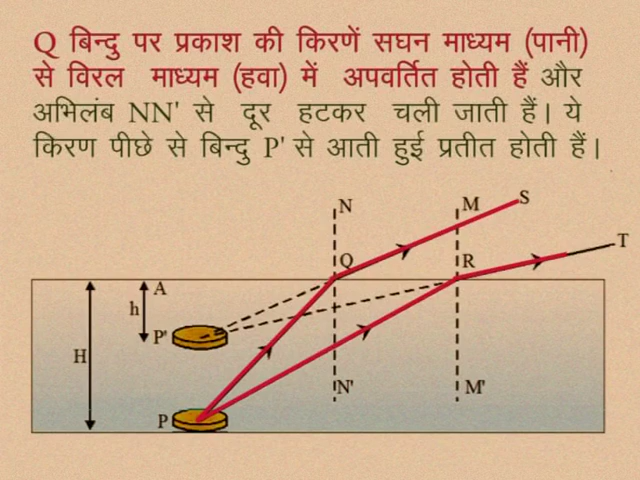 Q बिन्दु पर प्रकाश की किरणें सघन माध्यम (पानी)
से विरल माध्यम (हवा) में अपवर्तित होती हैं और
अभिलंब NN' से दूर हटकर चली जाती हैं। ये
किरण पीछे से बिन्दु P' से आती हुई प्रतीत होती हैं।
N M S
Q R T
A
h
P'
H
N' M'
P